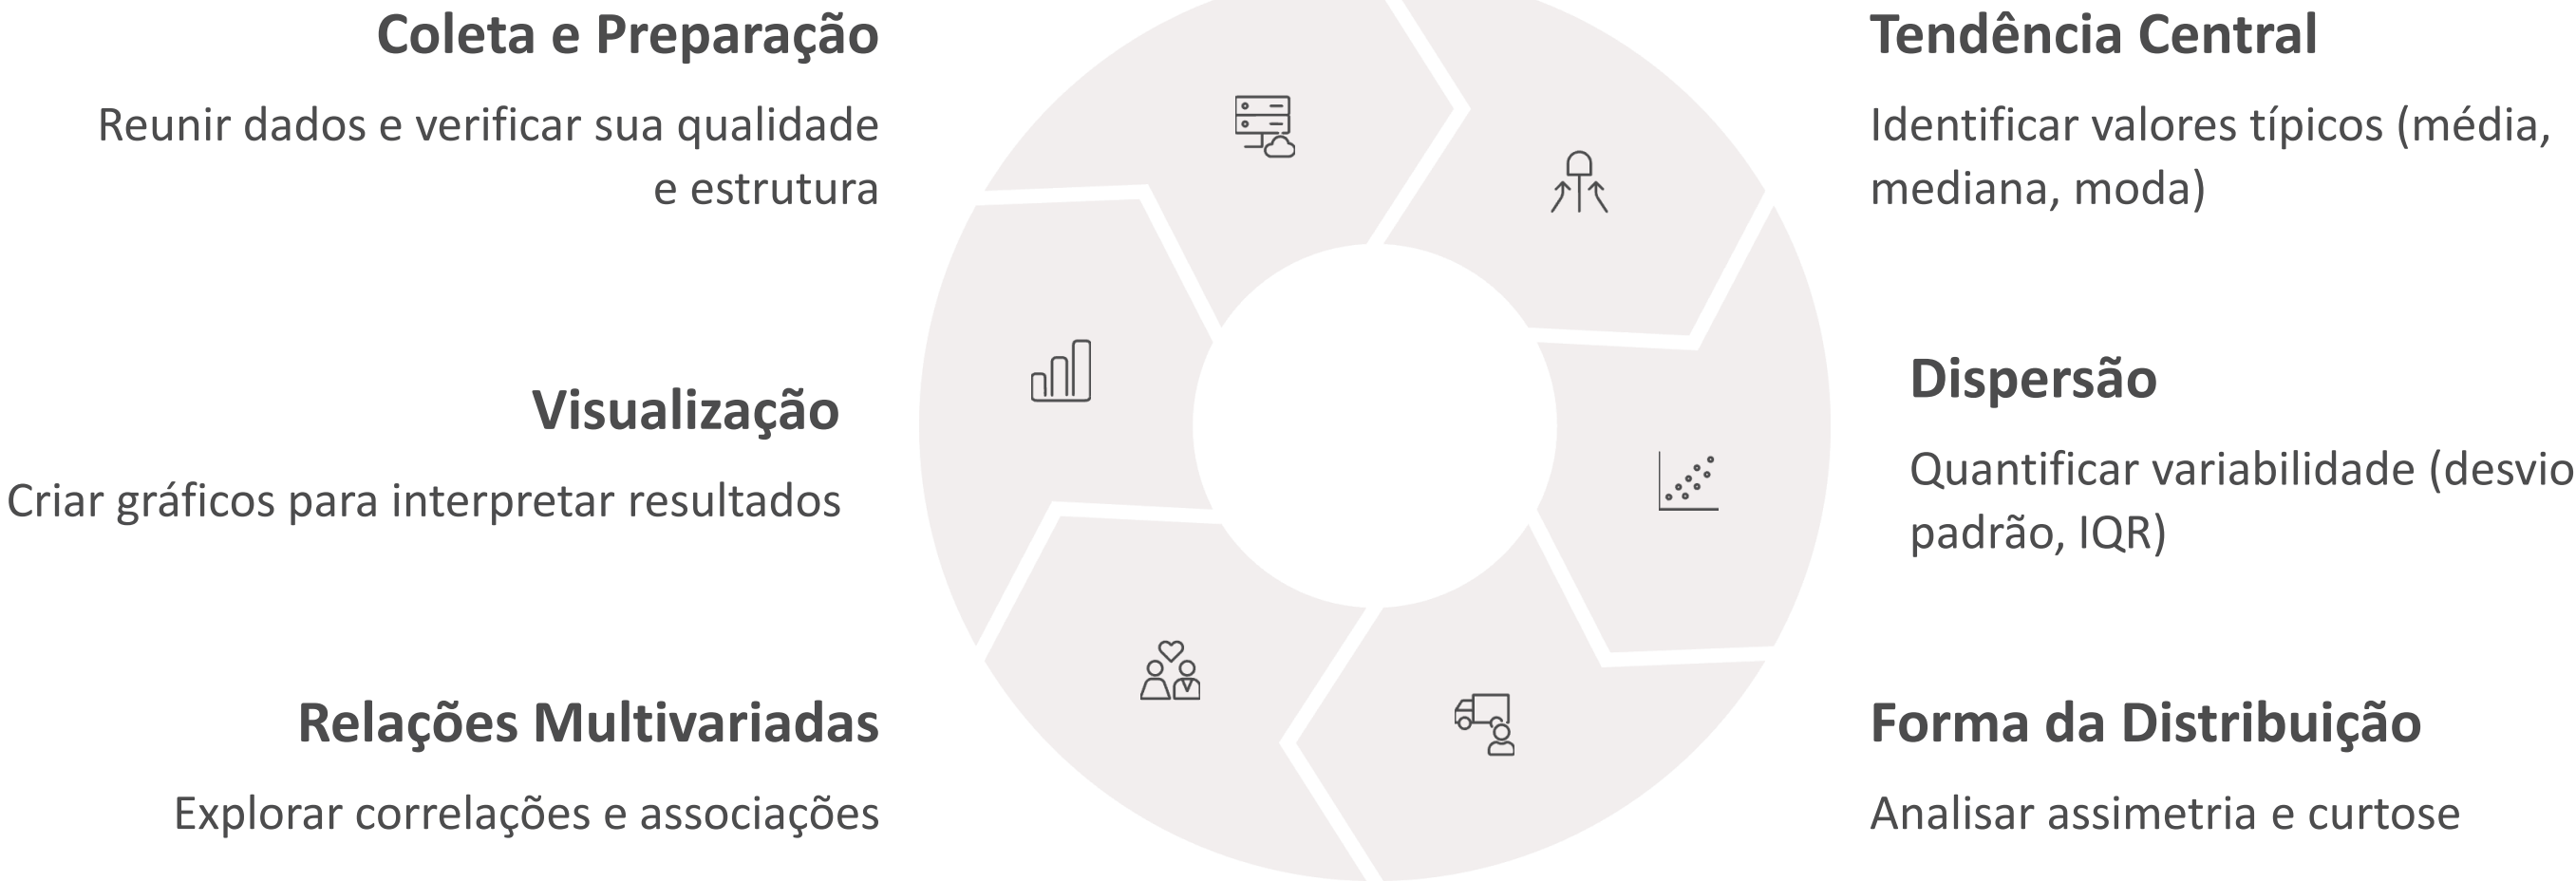 Coleta e Preparação
Reunir dados e verificar sua qualidade
e estrutura
Tendência Central
Identificar valores típicos (média,
mediana, moda)
Visualização
Criar gráficos para interpretar resultados
Dispersão
Quantificar variabilidade (desvio
padrão, IQR)
Relações Multivariadas
Explorar correlações e associações
Forma da Distribuição
Analisar assimetria e curtose